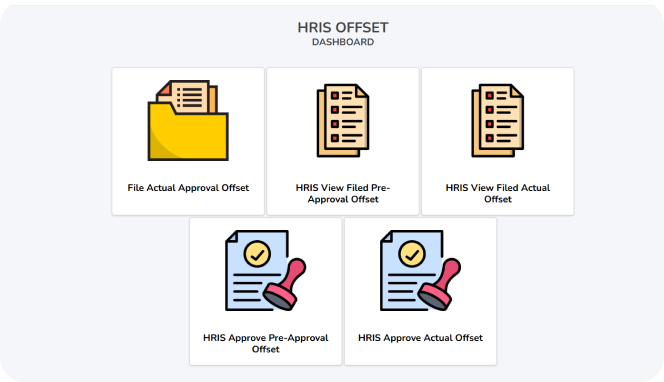 HRIS OFFSET
DASHBOARD
File Actual Approval Offset
HRIS View Filed Pre-
Approval Offset
HRIS View Filed Actual
Offset
HRIS Approve Pre-Approval
Offset
HRIS Approve Actual Offset